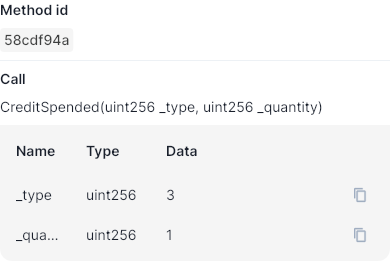 Method id
58cdf94a
Call
CreditSpended(uint256 _type, uint256 _quantity)
Name Type Data
_type uint256 3
_qua... uint256 1